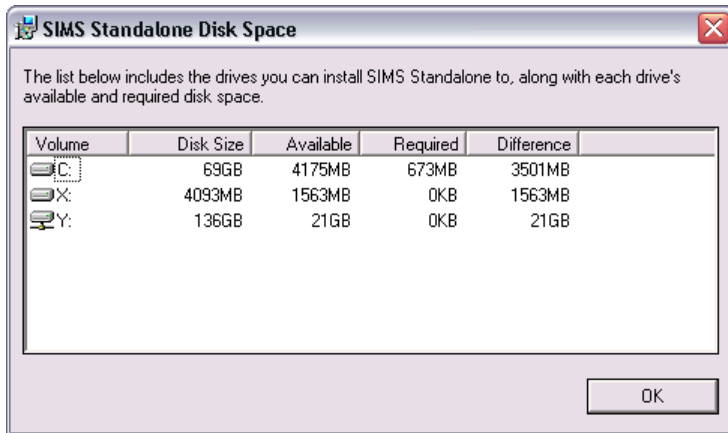 SIMS Standalone Disk Space
The list below includes the drives you can install SIMS Standalone to, along with each drive's
available and required disk space.
Volume Disk Size Available Required Difference
C: 69GB 4175MB 673MB 3501MB
X: 4093MB 1563MB 0KB 1563MB
Y: 136GB 21GB 0KB 21GB
OK